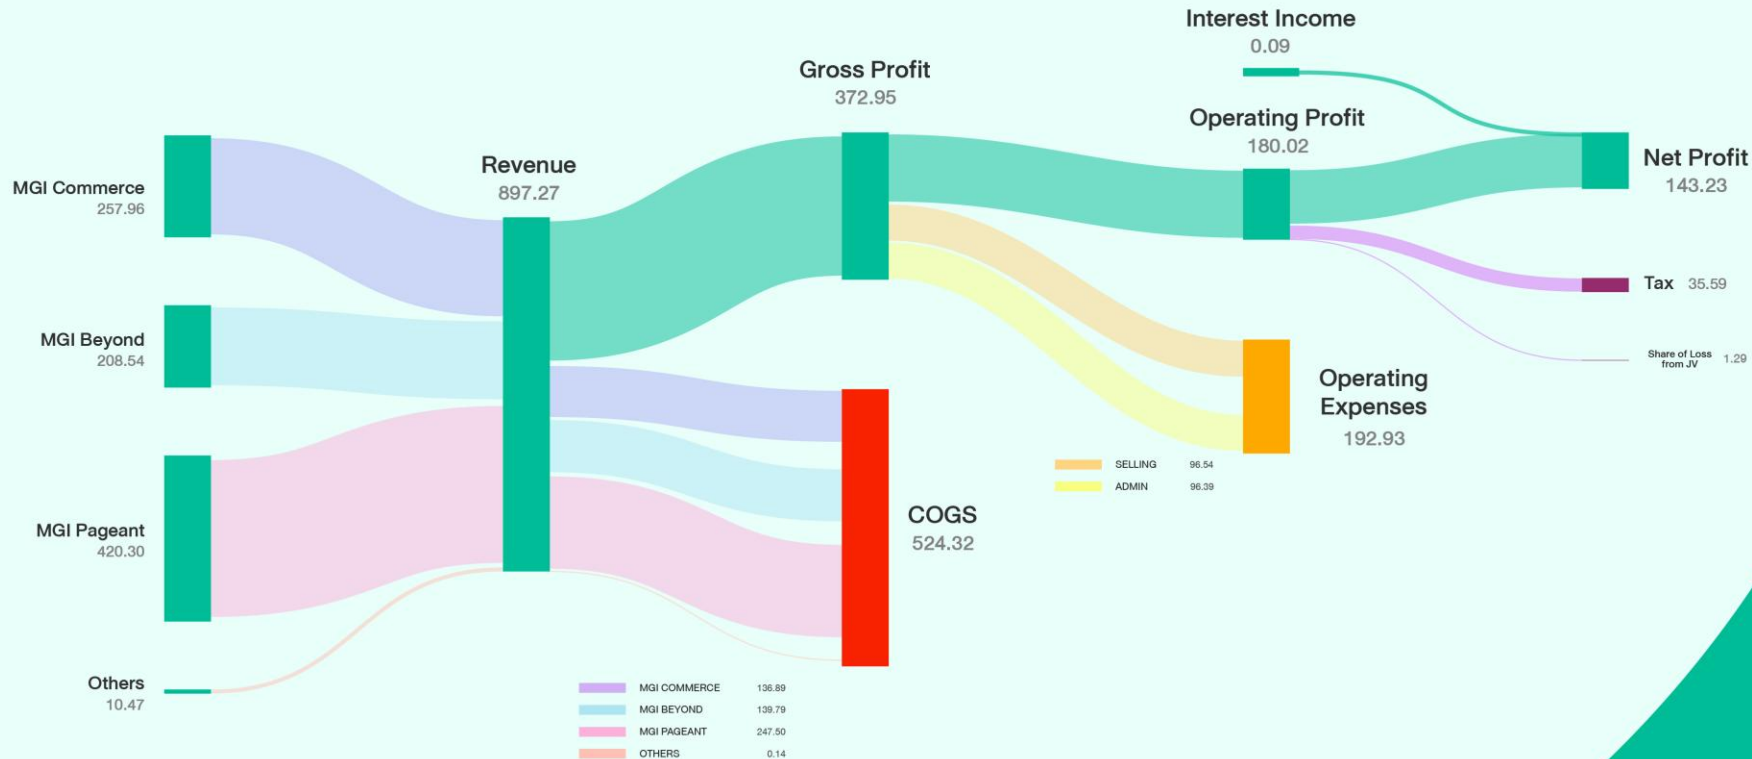 MGI Commerce
257.96
MGI Beyond
208.54
MGI Pageant
420.30
Others
10.47
Revenue
897.27
Gross Profit
372.95
COGS
524.32
MGI COMMERCE 136.89
MGI BEYOND 139.79
MGI PAGEANT 247.50
OTHERS 0.14
Interest Income
0.09
Operating Profit
180.02
Operating
Expenses
192.93
SELLING 96.54
ADMIN 96.39
Net Profit
143.23
Tax 35.59
Share of Loss
from JV 1.29